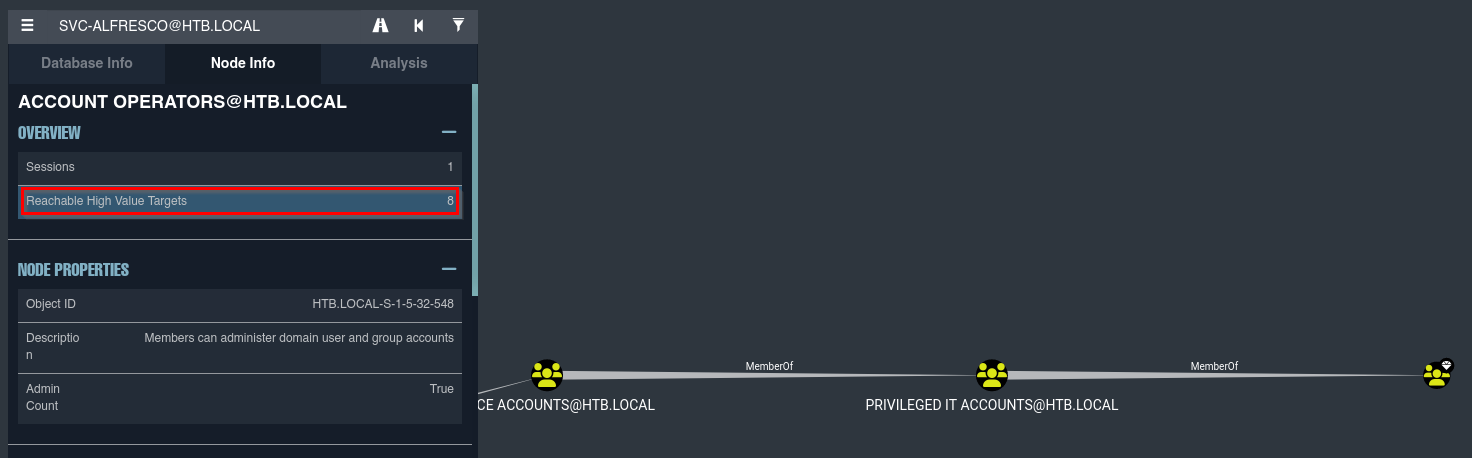 SVC-ALFRESCO@HTB.LOCAL
Database Info
Node Info
Analysis
ACCOUNT OPERATORS@HTB.LOCAL
OVERVIEW
Sessions 1
Reachable High Value Targets 8
NODE PROPERTIES
Object ID HTB.LOCAL-S-1-5-32-548
Descriptio
n
Members can administer domain user and group accounts
Admin
Count
True
MemberOf
MemberOf
CE ACCOUNTS@HTB.LOCAL
PRIVILEGED IT ACCOUNTS@HTB.LOCAL